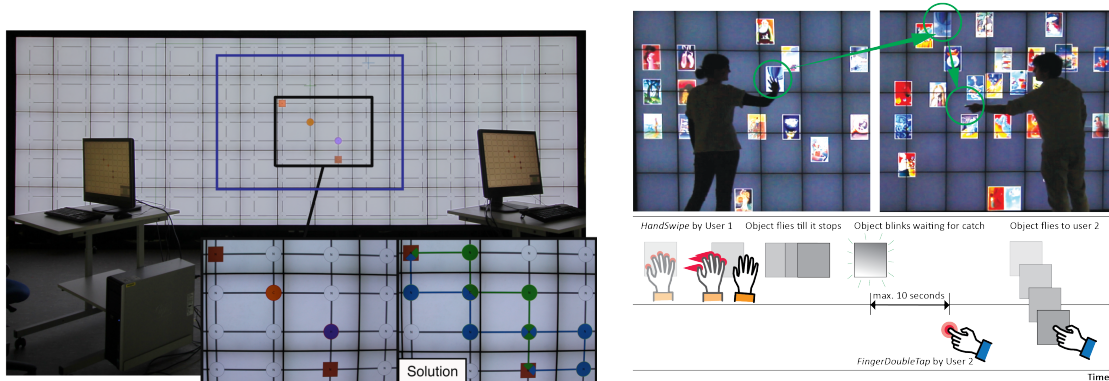 Solution
HandSwipe by User 1 Object flies till it stops Object blinks waiting for catch Object flies to user 2
max. 10 seconds
FingerDoubleTap by User 2
Time